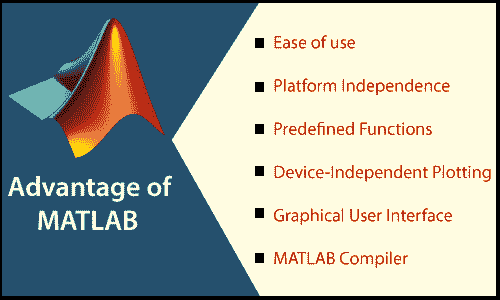 Advantage of
MATLAB
Ease of use
Platform Independence
Predefined Functions
Device-Independent Plotting
Graphical User Interface
MATLAB Compiler